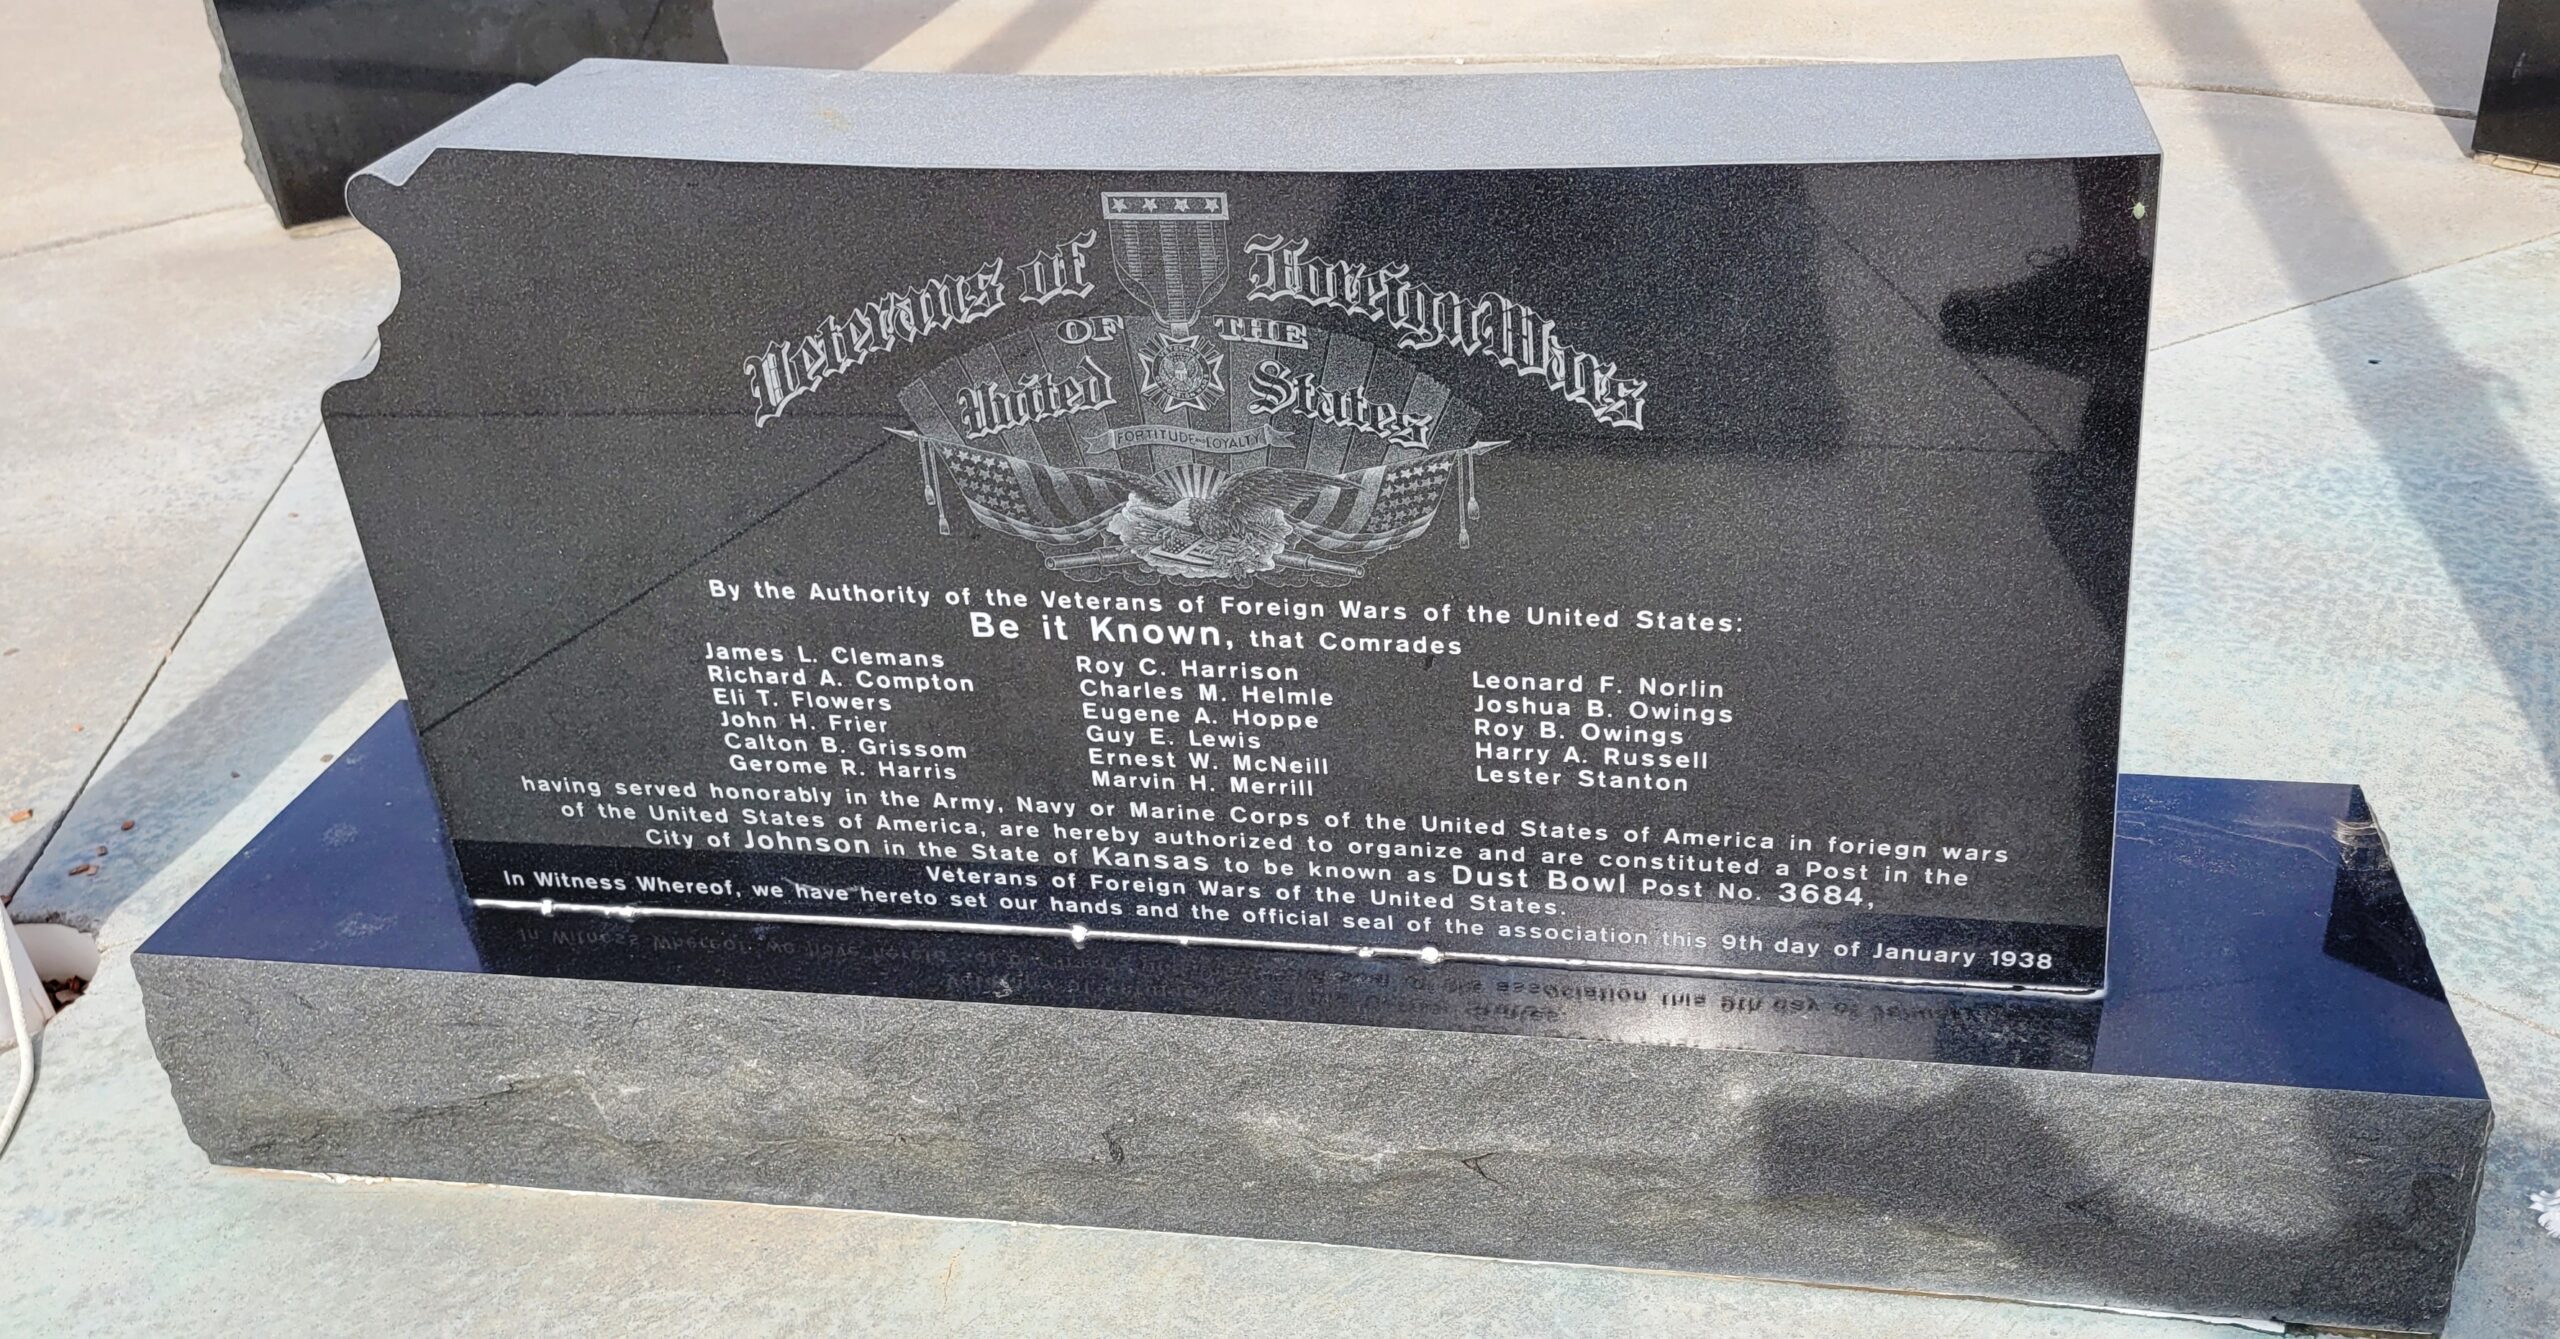 Veterans of Foreign Wars
OF THE
United States
FORTITUDE AND LOYALTY
By the Authority of the Veterans of Foreign Wars of the United States:
Be it Known, that Comrades
James L. Clemans
Richard A. Compton
Eli T. Flowers
John H. Frier
Calton B. Grissom
Gerome R. Harris
Roy C. Harrison
Charles M. Helmle
Eugene A. Hoppe
Guy E. Lewis
Ernest W. McNeill
Marvin H. Merrill
Leonard F. Norlin
Joshua B. Owings
Roy B. Owings
Harry A. Russell
Lester Stanton
having served honorably in the Army, Navy or Marine Corps of the United States of America in foriegn wars
of the United States of America, are hereby authorized to organize and are constituted a Post in the
City of Johnson in the State of Kansas to be known as Dust Bowl Post No. 3684,
Veterans of Foreign Wars of the United States.
In Witness Whereof, we have hereto set our hands and the official seal of the association this 9th day of January 1938